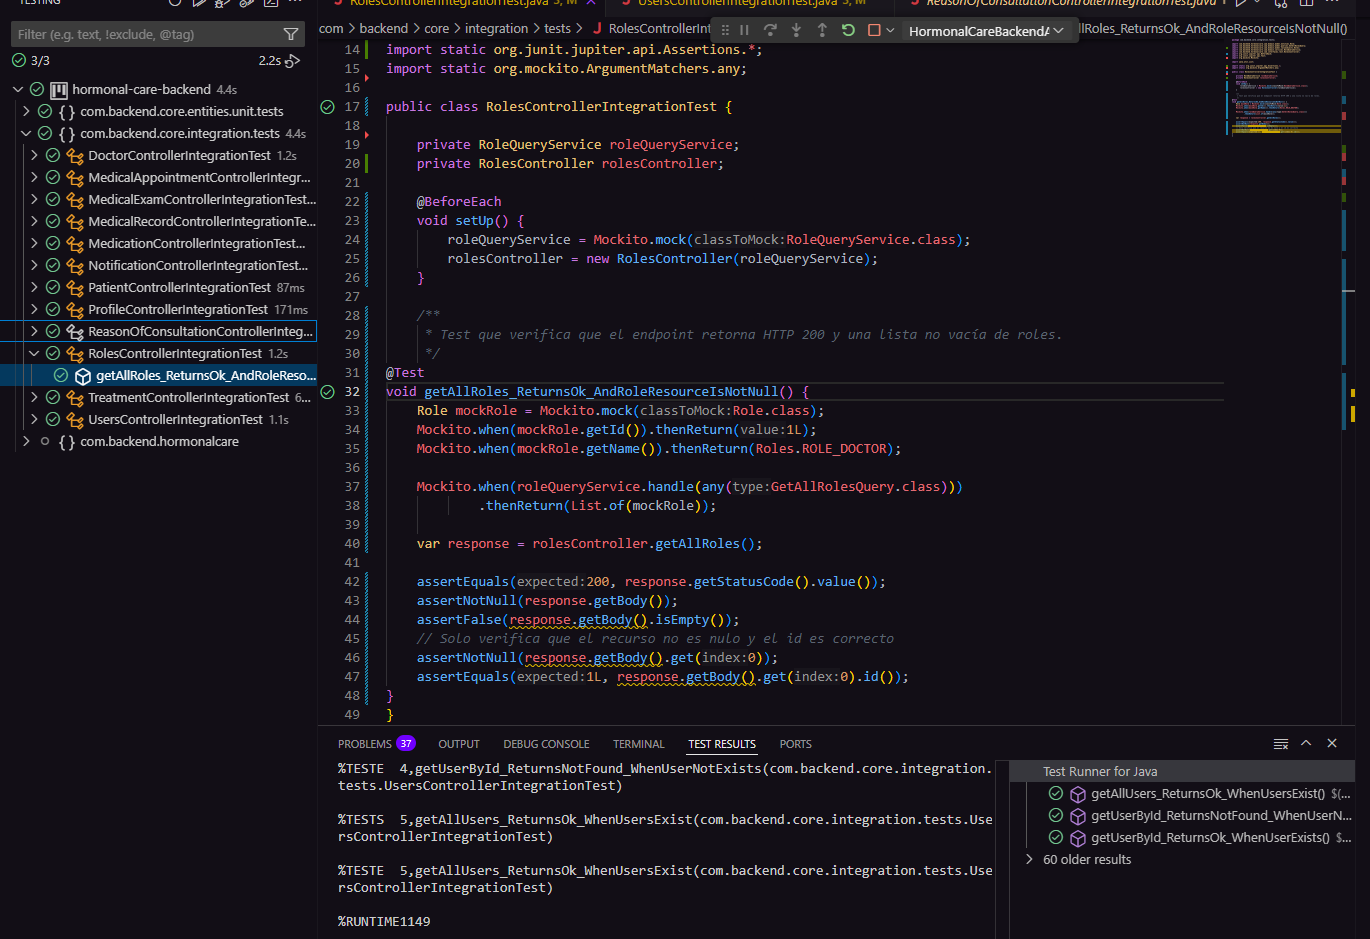 TESTING
RolesControllerIntegrationTest.java 3, M
UsersControllerIntegrationTest.java 5, M
ReasonOfConsultationControllerIntegrationTest.java
Filter (e.g. text, !exclude, @tag)
3/3
2.2s
hormonal-care-backend 4.4s
{ } com.backend.core.entities.unit.tests
{ } com.backend.core.integration.tests 4.4s
DoctorControllerIntegrationTest 1.2s
MedicalAppointmentControllerIntegr...
MedicalExamControllerIntegrationTest...
MedicalRecordControllerIntegrationTe...
MedicationControllerIntegrationTest...
NotificationControllerIntegrationTest...
PatientControllerIntegrationTest 87ms
ProfileControllerIntegrationTest 171ms
ReasonOfConsultationControllerInteg...
RolesControllerIntegrationTest 1.2s
getAllRoles_ReturnsOk_AndRoleReso...
TreatmentControllerIntegrationTest 6...
UsersControllerIntegrationTest 1.1s
{ } com.backend.hormonalcare
com > backend > core > integration > tests > RolesControllerInt
HormonalCareBackendA
llRoles_ReturnsOk_AndRoleResourceIsNotNull()
14 import static org.junit.jupiter.api.Assertions.*;
15 import static org.mockito.ArgumentMatchers.any;
16
17 public class RolesControllerIntegrationTest {
18
19 private RoleQueryService roleQueryService;
20 private RolesController rolesController;
21
22 @BeforeEach
23 void setUp() {
24 roleQueryService = Mockito.mock(classToMock:RoleQueryService.class);
25 rolesController = new RolesController(roleQueryService);
26 }
27
28 /**
29 * Test que verifica que el endpoint retorna HTTP 200 y una lista no vacía de roles.
30 */
31 @Test
32 void getAllRoles_ReturnsOk_AndRoleResourceIsNotNull() {
33 Role mockRole = Mockito.mock(classToMock:Role.class);
34 Mockito.when(mockRole.getId()).thenReturn(value:1L);
35 Mockito.when(mockRole.getName()).thenReturn(Roles.ROLE_DOCTOR);
36
37 Mockito.when(roleQueryService.handle(any(type:GetAllRolesQuery.class)))
38 .thenReturn(List.of(mockRole));
39
40 var response = rolesController.getAllRoles();
41
42 assertEquals(expected:200, response.getStatusCode().value());
43 assertNotNull(response.getBody());
44 assertFalse(response.getBody().isEmpty());
45 // Solo verifica que el recurso no es nulo y el id es correcto
46 assertNotNull(response.getBody().get(index:0));
47 assertEquals(expected:1L, response.getBody().get(index:0).id());
48 }
49 }
PROBLEMS 37 OUTPUT DEBUG CONSOLE TERMINAL TEST RESULTS PORTS
%TESTE 4,getUserById_ReturnsNotFound_WhenUserNotExists(com.backend.core.integration.
tests.UsersControllerIntegrationTest)
%TESTS 5,getAllUsers_ReturnsOk_WhenUsersExist(com.backend.core.integration.tests.Use
rsControllerIntegrationTest)
%TESTE 5,getAllUsers_ReturnsOk_WhenUsersExist(com.backend.core.integration.tests.Use
rsControllerIntegrationTest)
%RUNTIME1149
Test Runner for Java
getAllUsers_ReturnsOk_WhenUsersExist() $(...
getUserById_ReturnsNotFound_WhenUserN...
getUserById_ReturnsOk_WhenUserExists() $...
60 older results